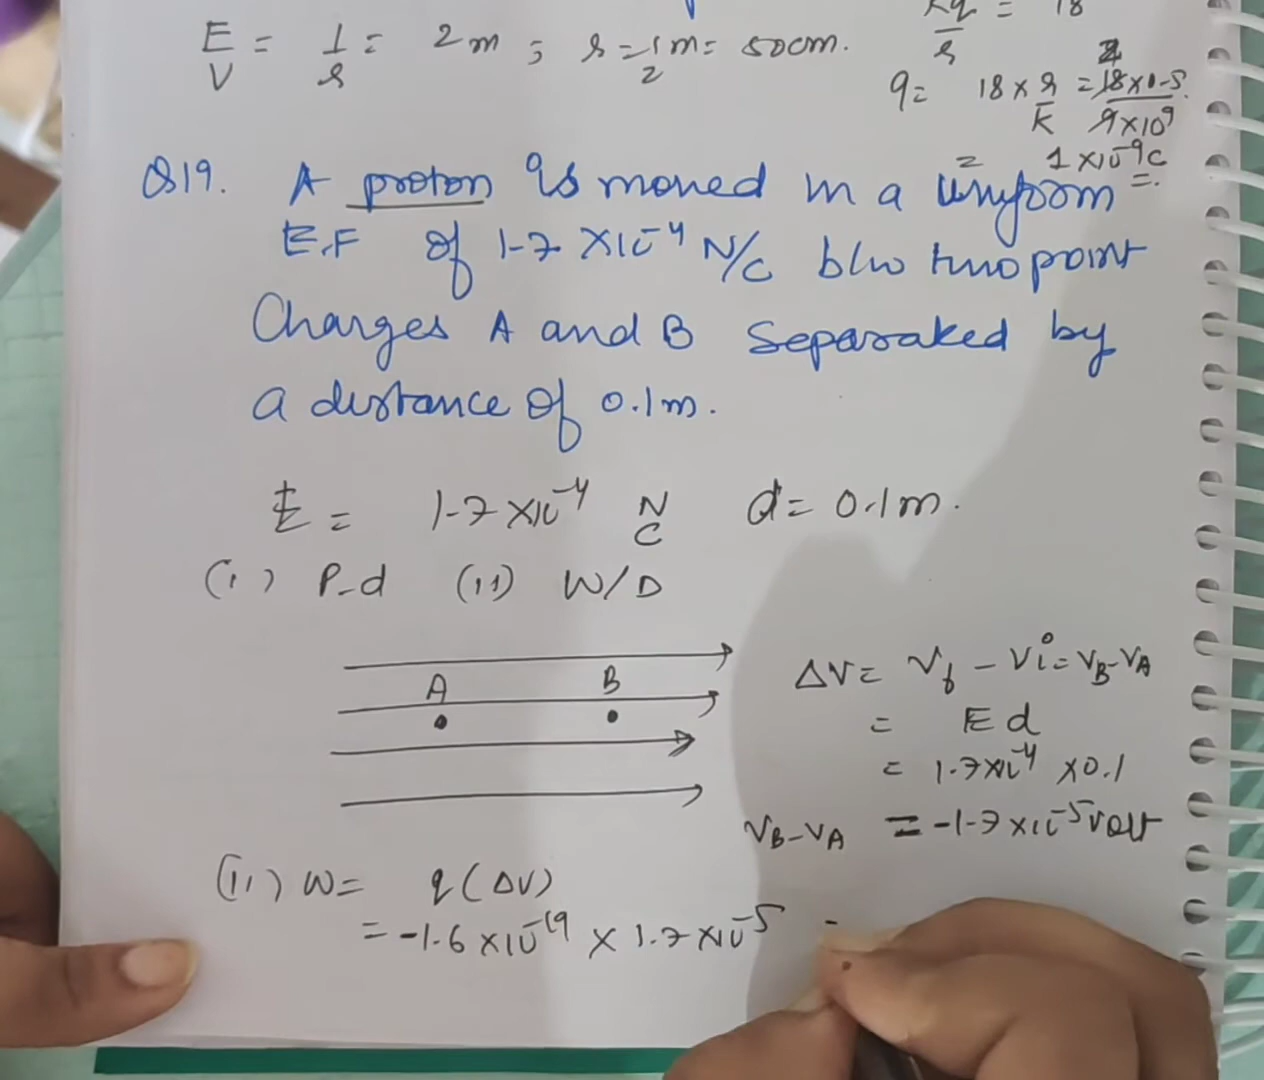 E/V = 1/r = 2m ; r = 1/2 m = 50cm.
kq/r = 18
q = 18 × r/k = 18×0.5/9×10⁹
= 1×10⁻⁹C
Q19. A proton is moved in a uniform
E.F of 1.7 ×10⁻⁴ N/C b/w two point
Charges A and B Separated by
a distance of 0.1m.
E = 1.7 ×10⁻⁴ N/C d = 0.1m.
(i) P.d (ii) W/D
A B
ΔV = Vf - Vi = VB-VA
= Ed
= 1.7×10⁻⁴ ×0.1
VB-VA = -1.7 ×10⁻⁵ Volt
(ii) W = q(ΔV)
= -1.6 ×10⁻¹⁹ × 1.7 ×10⁻⁵